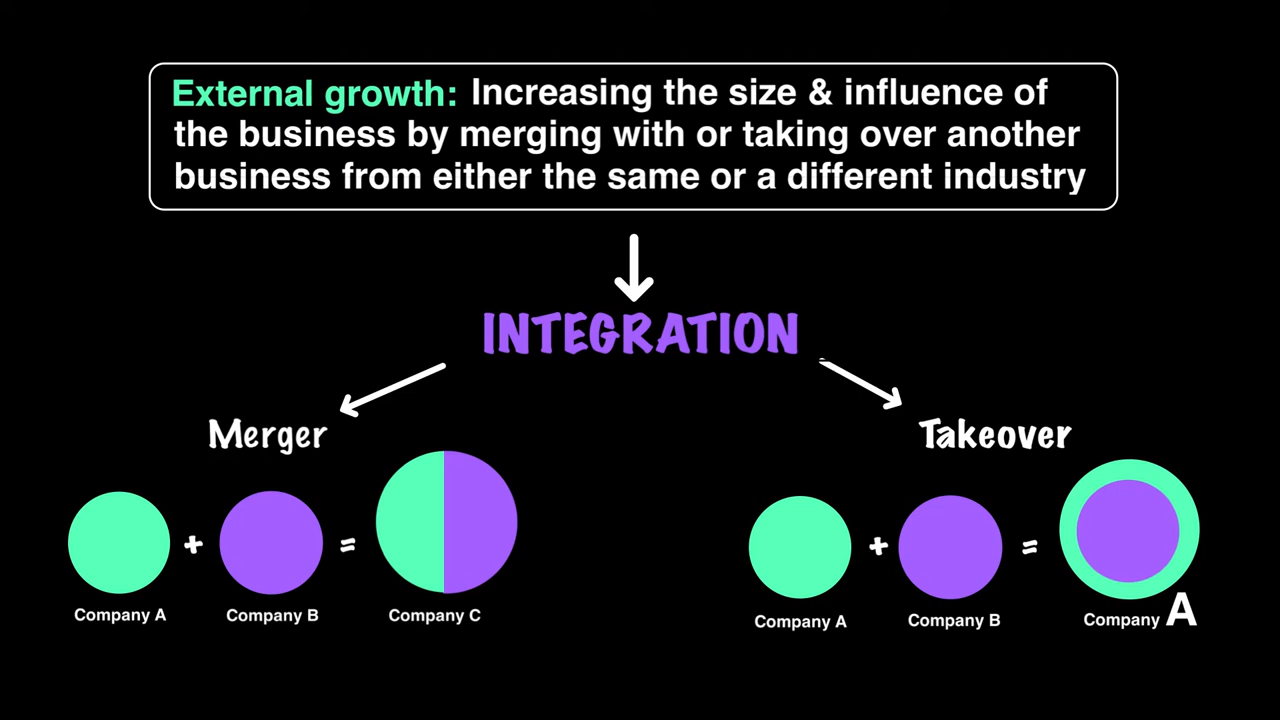 External growth: Increasing the size & influence of
the business by merging with or taking over another
business from either the same or a different industry
INTEGRATION
Merger
Takeover
+
=
+
=
Company A
Company B
Company C
Company A
Company B
Company A